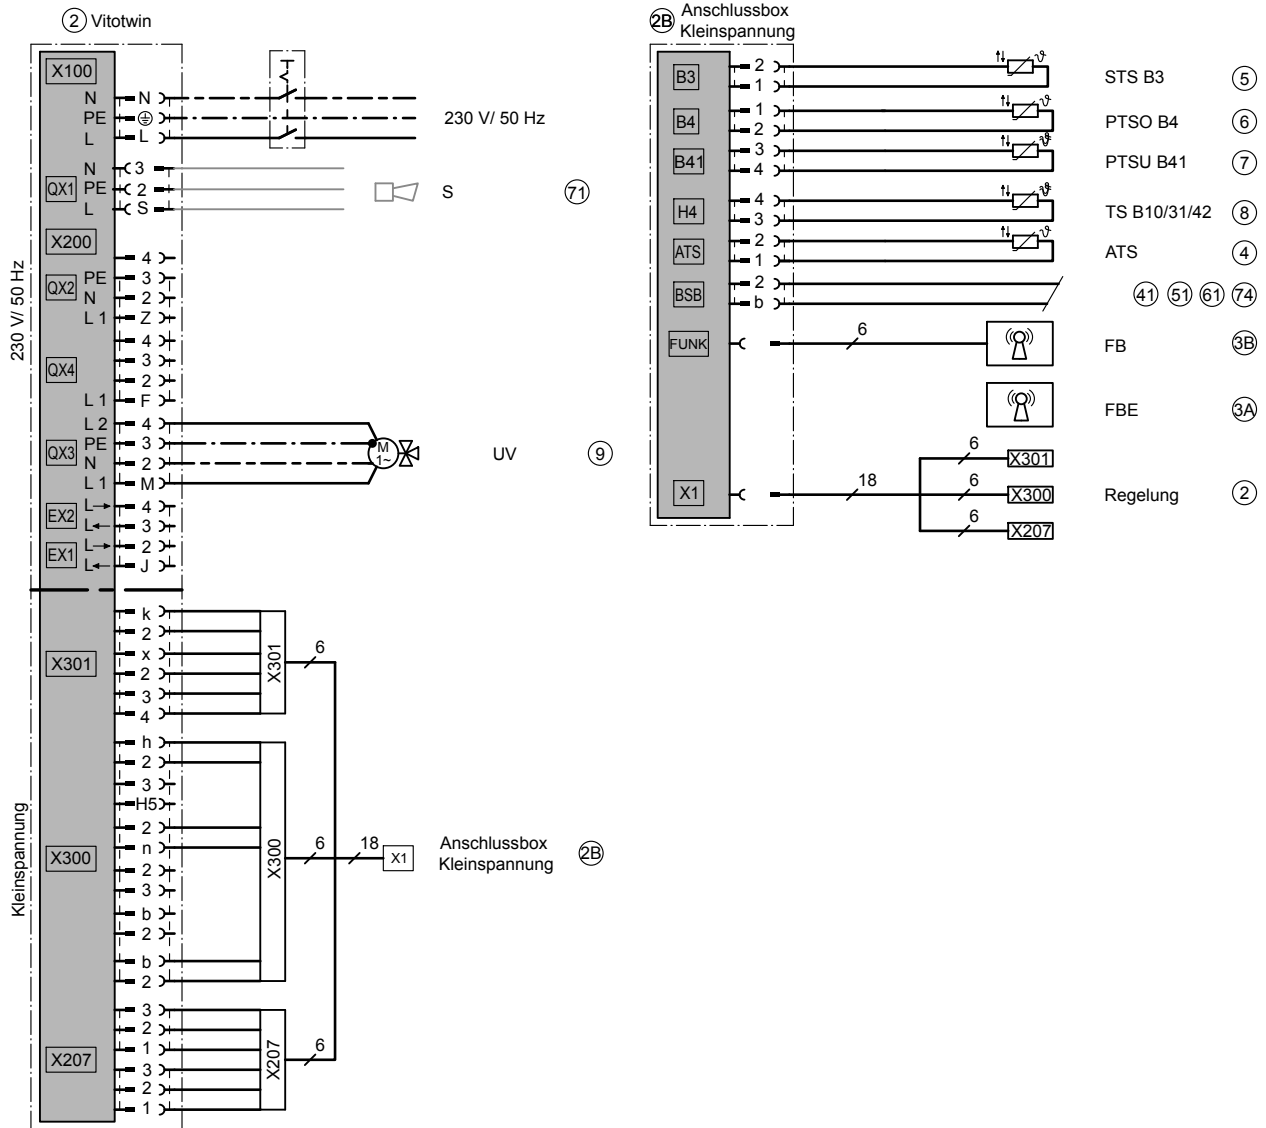 2 Vitotwin
X100
N N
PE
L L
230 V/ 50 Hz
N 3
QX1 PE 2
L S
S 71
X200
4
QX2 PE 3
N 2
L 1 Z
230 V/ 50 Hz
4
QX4 3
2
L 1 F
L 2 4
QX3 PE 3
N 2
L 1 M
M
1~
UV 9
EX2 L 4
L 3
EX1 L 2
L J
Kleinspannung
k
2
X301 x
2
3
4
X301
6
h
2
3
H5
2
X300 n
2
3
b
2
b
2
X300
6
18
X1
Anschlussbox
Kleinspannung
2B
3
2
X207 1
3
2
1
X207
6
2B Anschlussbox
Kleinspannung
B3 2
1
ϑ
STS B3 5
B4 1
2
ϑ
PTSO B4 6
B41 3
4
ϑ
PTSU B41 7
H4 4
3
ϑ
TS B10/31/42 8
ATS 2
1
ϑ
ATS 4
BSB 2
b
41 51 61 74
FUNK 6 FB 3B
FBE 3A
X1 18
6 X301
6 X300
6 X207
Regelung 2